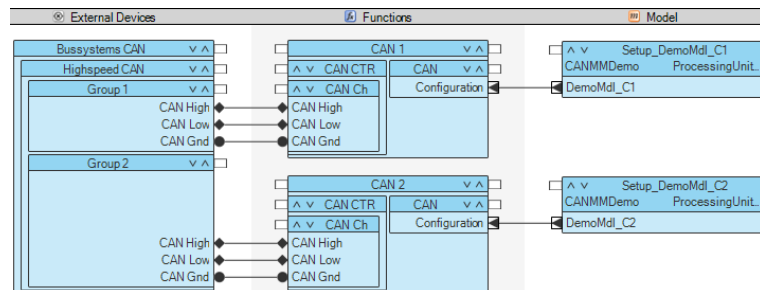 External Devices
Functions
Model
Bussystems CAN
CAN 1
Setup_DemoMdl_C1
Highspeed CAN
CAN CTR
CAN
CANMMDemo
ProcessingUnit..
Group 1
CAN Ch
Configuration
DemoMdl_C1
CAN High
CAN High
CAN Low
CAN Low
CAN Gnd
CAN Gnd
Group 2
CAN 2
Setup_DemoMdl_C2
CAN CTR
CAN
CANMMDemo
ProcessingUnit..
CAN Ch
Configuration
DemoMdl_C2
CAN High
CAN High
CAN Low
CAN Low
CAN Gnd
CAN Gnd